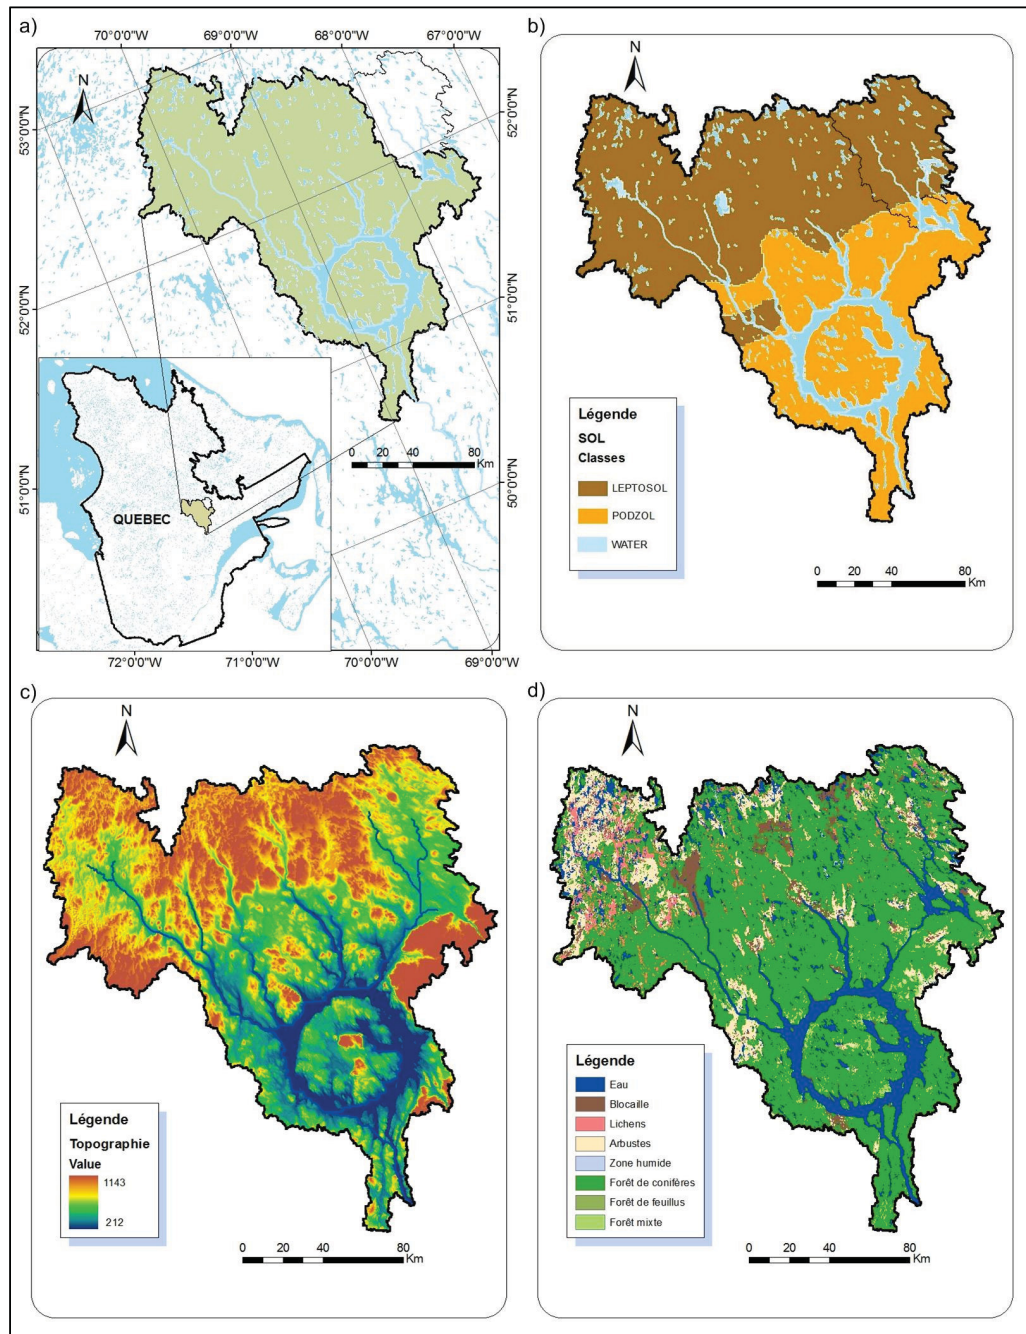 a)
70°0'0"W
69°0'0"W
68°0'0"W
67°0'0"W
N
53°0'0"N
52°0'0"N
51°0'0"N
52°0'0"N
51°0'0"N
50°0'0"N
0 20 40 80
Km
QUEBEC
72°0'0"W
71°0'0"W
70°0'0"W
69°0'0"W
b)
N
Légende
SOL
Classes
LEPTOSOL
PODZOL
WATER
0 20 40 80
Km
c)
N
Légende
Topographie
Value
1143
212
0 20 40 80
Km
d)
N
Légende
Eau
Blocaille
Lichens
Arbustes
Zone humide
Forêt de conifères
Forêt de feuillus
Forêt mixte
0 20 40 80
Km